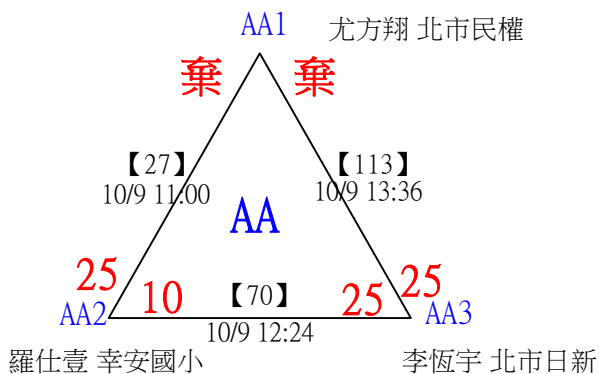 AA1 尤方翔 北市民權
棄 棄
【27】 【113】
10/9 11:00 10/9 13:36
AA
25 10 【70】 25 25
AA2 AA3
10/9 12:24
羅仕壹 幸安國小 李恆宇 北市日新